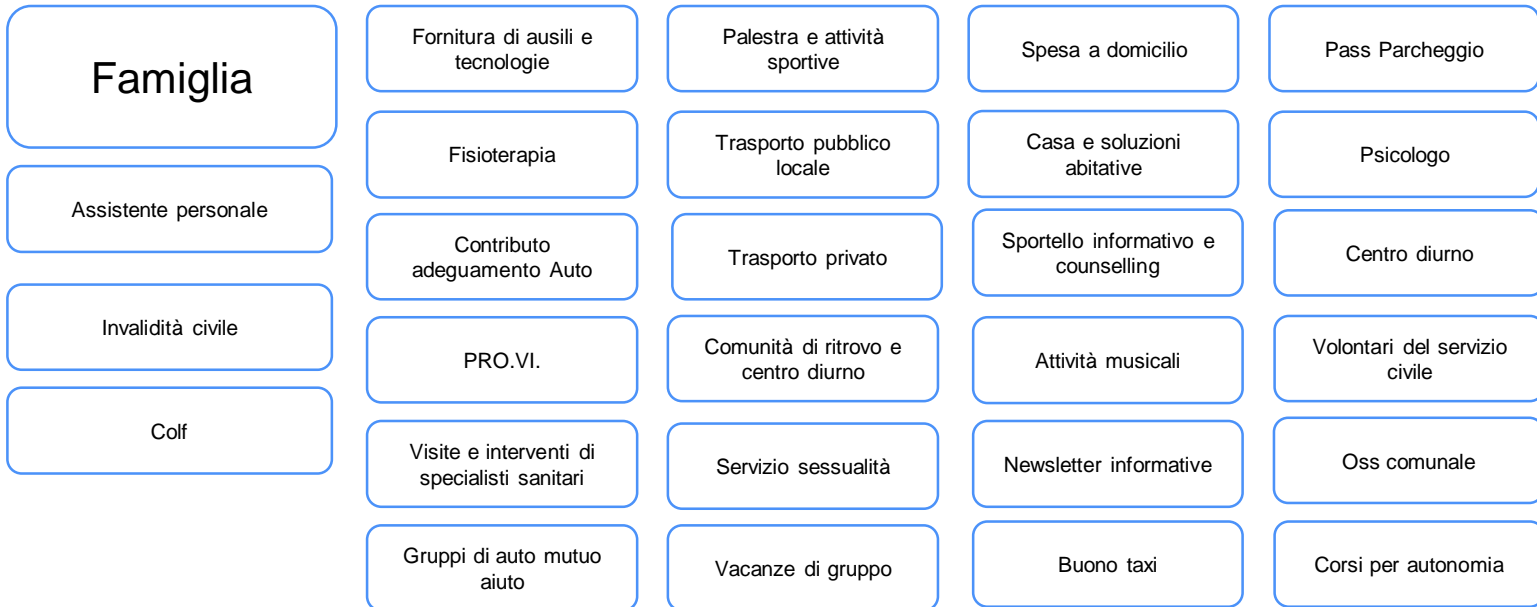 Famiglia
Assistente personale
Invalidità civile
Colf
Fornitura di ausili e
tecnologie
Fisioterapia
Contributo
adeguamento Auto
PRO.VI.
Visite e interventi di
specialisti sanitari
Gruppi di auto mutuo
aiuto
Palestra e attività
sportive
Trasporto pubblico
locale
Trasporto privato
Comunità di ritrovo e
centro diurno
Servizio sessualità
Vacanze di gruppo
Spesa a domicilio
Casa e soluzioni
abitative
Sportello informativo e
counselling
Attività musicali
Newsletter informative
Buono taxi
Pass Parcheggio
Psicologo
Centro diurno
Volontari del servizio
civile
Oss comunale
Corsi per autonomia